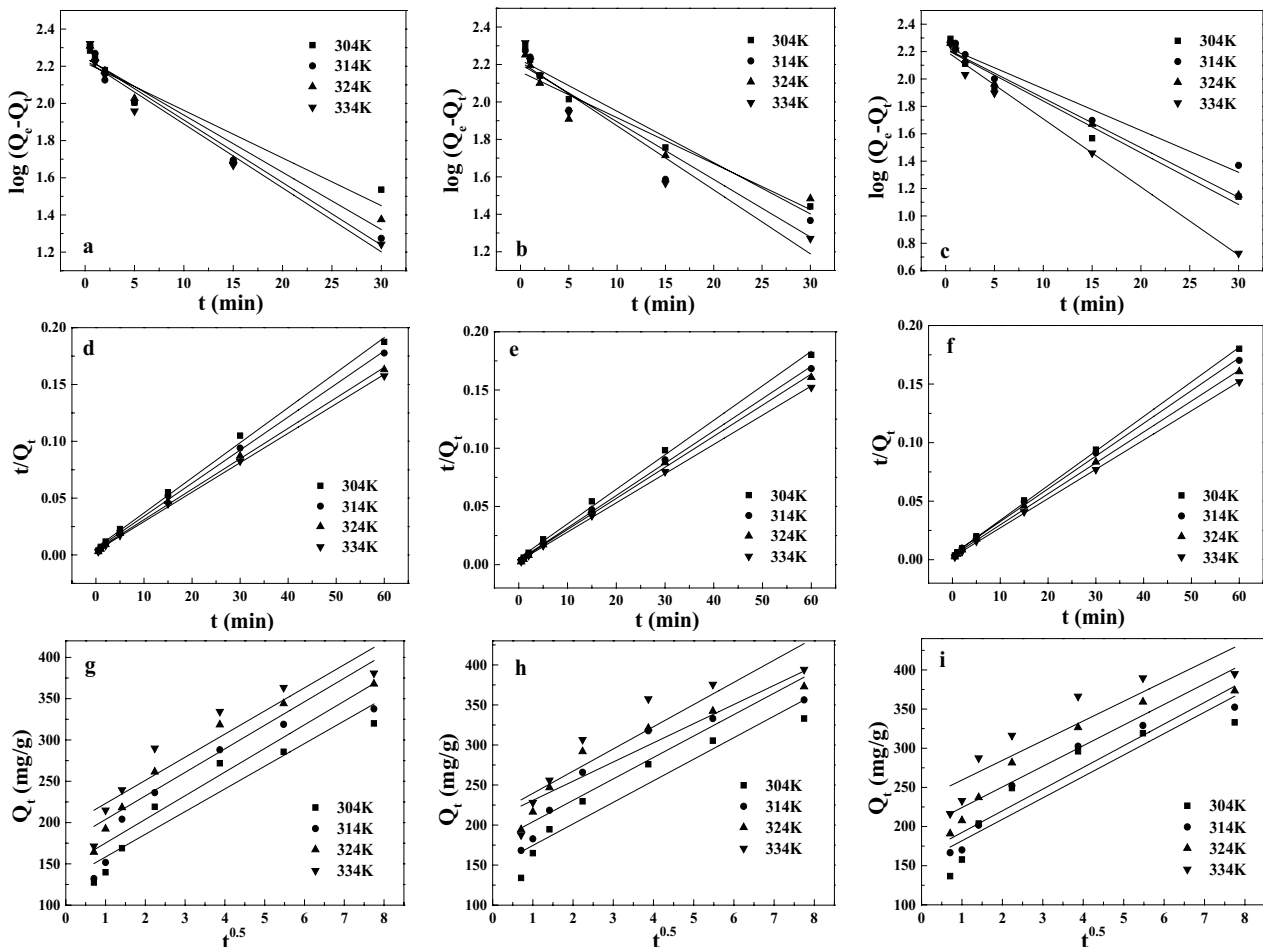 2.4
2.2
2.0
1.8
1.6
1.4
1.2
log (Qe-Qt)
304K
314K
324K
334K
a
0 5 10 15 20 25 30
t (min)
2.4
2.2
2.0
1.8
1.6
1.4
1.2
log (Qe-Qt)
304K
314K
324K
334K
b
0 5 10 15 20 25 30
t (min)
2.4
2.2
2.0
1.8
1.6
1.4
1.2
1.0
0.8
0.6
log (Qe-Qt)
304K
314K
324K
334K
c
0 5 10 15 20 25 30
t (min)
0.20
0.15
0.10
0.05
0.00
t/Qt
d
304K
314K
324K
334K
0 10 20 30 40 50 60
t (min)
0.20
0.15
0.10
0.05
0.00
t/Qt
e
304K
314K
324K
334K
0 10 20 30 40 50 60
t (min)
0.20
0.15
0.10
0.05
0.00
t/Qt
f
304K
314K
324K
334K
0 10 20 30 40 50 60
t (min)
400
350
300
250
200
150
100
Qt (mg/g)
g
304K
314K
324K
334K
0 1 2 3 4 5 6 7 8
t^0.5
400
350
300
250
200
150
100
Qt (mg/g)
h
304K
314K
324K
334K
0 1 2 3 4 5 6 7 8
t^0.5
400
350
300
250
200
150
100
Qt (mg/g)
i
304K
314K
324K
334K
0 1 2 3 4 5 6 7 8
t^0.5